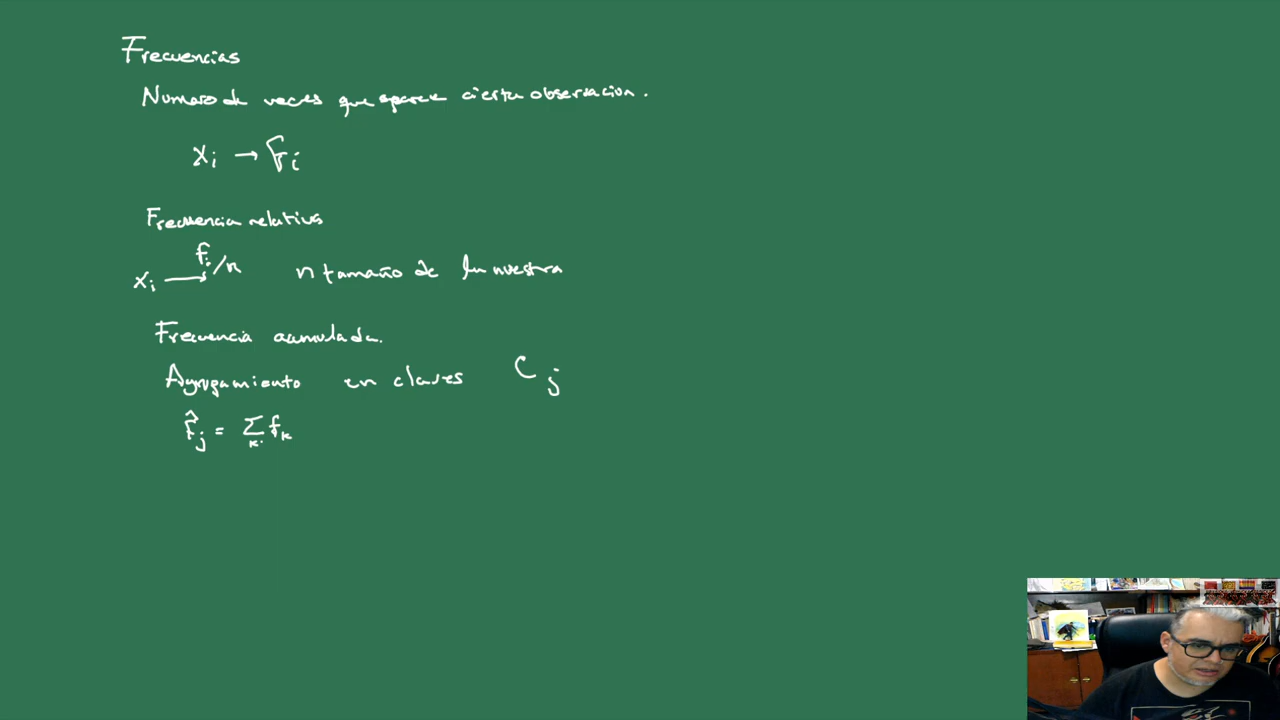 Frecuencias
Numero de veces que aparece cierta observacion.
xᵢ → fᵢ
Frecuencia relativa
xᵢ → fᵢ/n n tamaño de la muestra
Frecuencia acumulada.
Agrupamiento en clases C j
f̂ⱼ = Σₖ fₖ